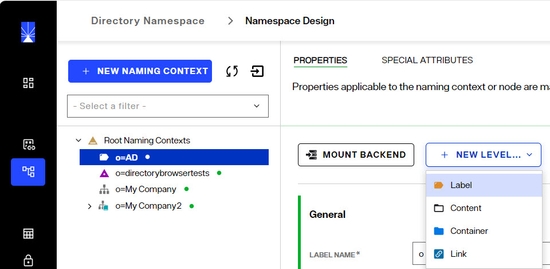 Directory Namespace > Namespace Design
+ NEW NAMING CONTEXT
- Select a filter -
Root Naming Contexts
o=AD
o=directorybrowsertests
o=My Company
o=My Company2
PROPERTIES SPECIAL ATTRIBUTES
Properties applicable to the naming context or node are ma
MOUNT BACKEND + NEW LEVEL...
Label
Content
Container
Link
General
LABEL NAME* o